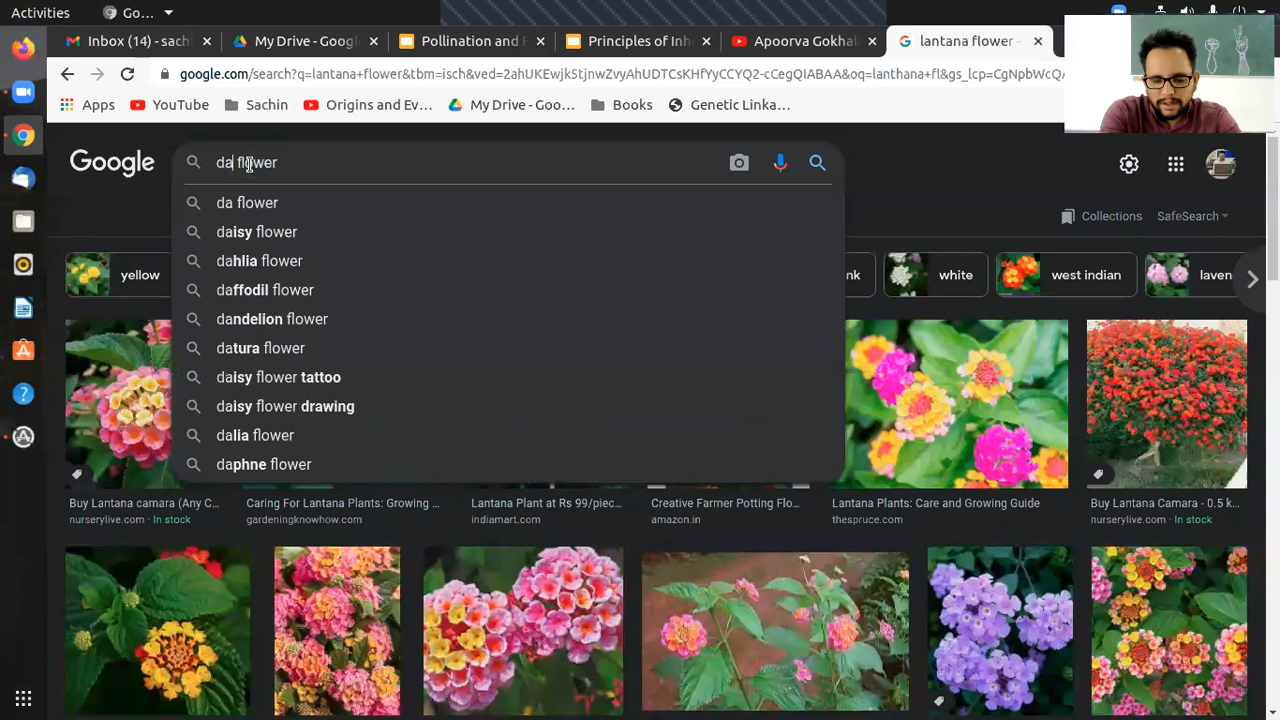 Activities
Go...
Inbox (14) - sach
My Drive - Googl
Pollination and F
Principles of Inh
Apoorva Gokhal
lantana flower -
google.com/search?q=lantana+flower&tbm=isch&ved=2ahUKEwjk5tjnwZvyAhUDTCsKHfYyCCYQ2-cCegQIABAA&oq=lanthana+fl&gs_lcp=CgNpbWcQA
Apps
YouTube
Sachin
Origins and Ev...
My Drive - Goo...
Books
Genetic Linka...
Google
da flower
Collections
SafeSearch
da flower
daisy flower
dahlia flower
daffodil flower
dandelion flower
datura flower
daisy flower tattoo
daisy flower drawing
dalia flower
daphne flower
yellow
nk
white
west indian
laven
Buy Lantana camara (Any C...
nurserylive.com · In stock
Caring For Lantana Plants: Growing ...
gardeningknowhow.com
Lantana Plant at Rs 99/piec...
indiamart.com
Creative Farmer Potting Flo...
amazon.in
Lantana Plants: Care and Growing Guide
thespruce.com
Buy Lantana Camara - 0.5 k...
nurserylive.com · In stock